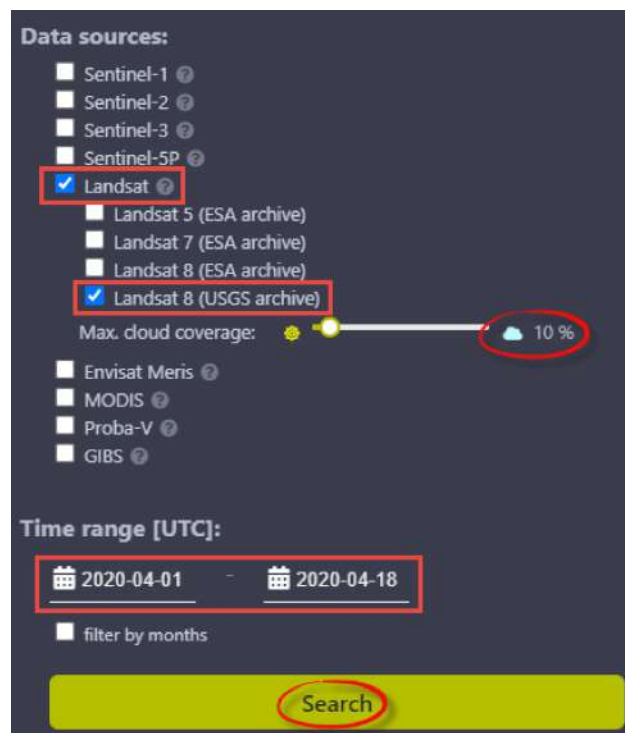 Data sources:
Sentinel-1
Sentinel-2
Sentinel-3
Sentinel-5P
Landsat
Landsat 5 (ESA archive)
Landsat 7 (ESA archive)
Landsat 8 (ESA archive)
Landsat 8 (USGS archive)
Max. cloud coverage: 10 %
Envisat Meris
MODIS
Proba-V
GIBS
Time range [UTC]:
2020-04-01 - 2020-04-18
filter by months
Search